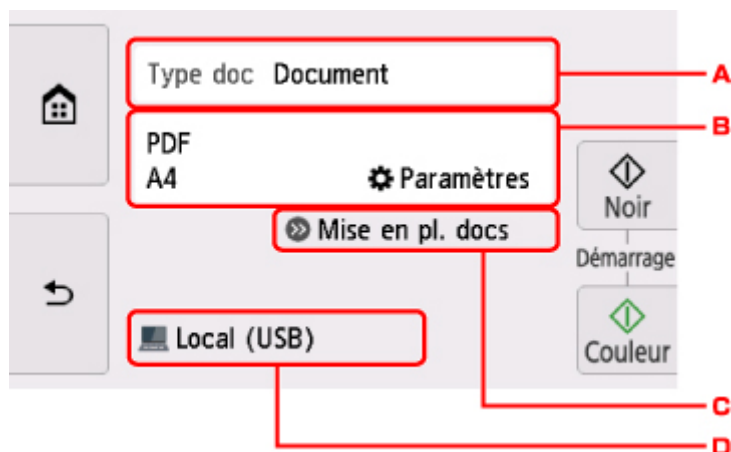 Type doc Document
A
B
PDF
A4
Paramètres
Noir
Mise en pl. docs
Démarrage
Local (USB)
Couleur
C
D